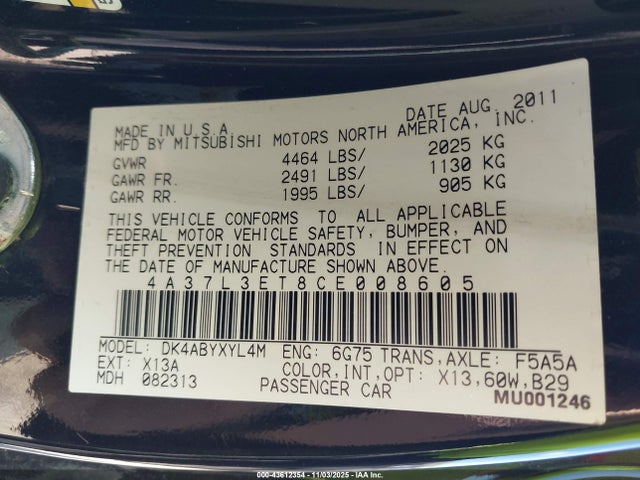 MADE IN U.S.A. DATE AUG. 2011
MFD BY MITSUBISHI MOTORS NORTH AMERICA, INC.
GVWR 4464 LBS/ 2025 KG
GAWR FR. 2491 LBS/ 1130 KG
GAWR RR. 1995 LBS/ 905 KG
THIS VEHICLE CONFORMS TO ALL APPLICABLE
FEDERAL MOTOR VEHICLE SAFETY, BUMPER, AND
THEFT PREVENTION STANDARDS IN EFFECT ON
THE DATE OF MANUFACTURE SHOWN ABOVE.
4A37L3ET8CE008605
MODEL: DK4ABYXYL4M ENG: 6G75 TRANS,AXLE: F5A5A
EXT: X13A COLOR,INT,OPT: X13,60W,B29
MDH 082313 PASSENGER CAR
MU001246
000-43612354 - 11/03/2025 - IAA Inc.